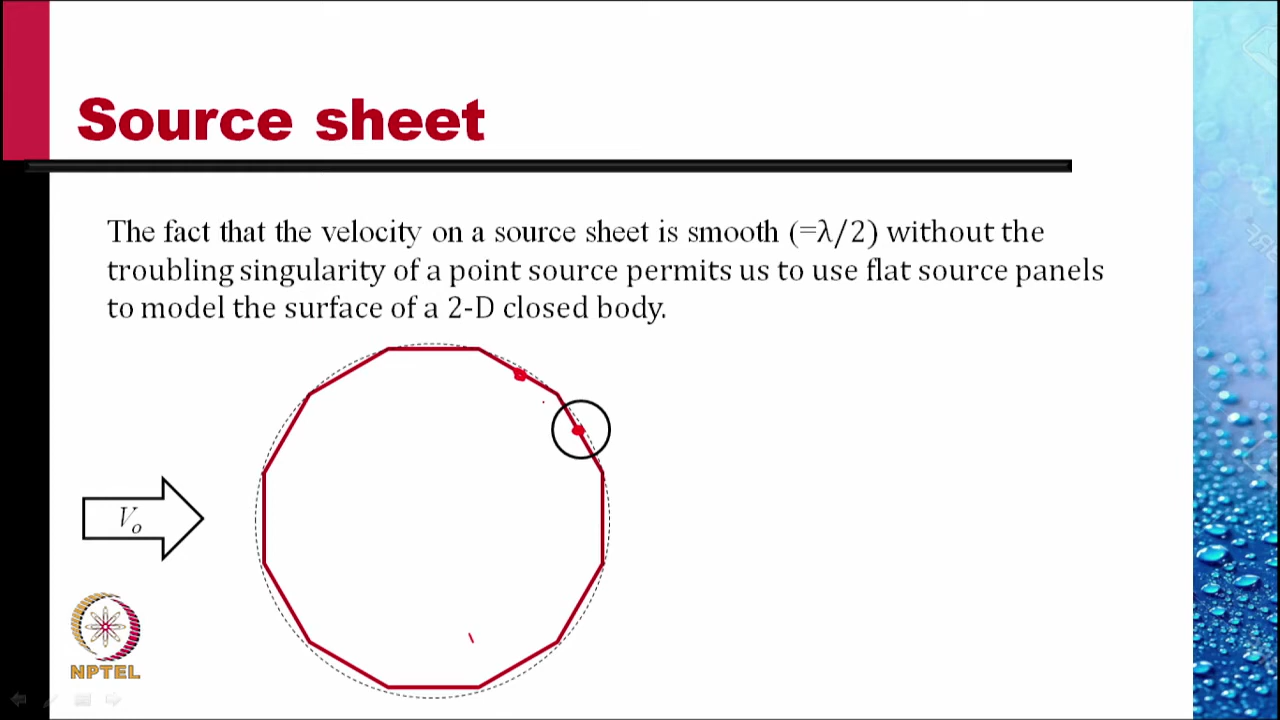 Source sheet
The fact that the velocity on a source sheet is smooth (=λ/2) without the
troubling singularity of a point source permits us to use flat source panels
to model the surface of a 2-D closed body.
Vo
NPTEL